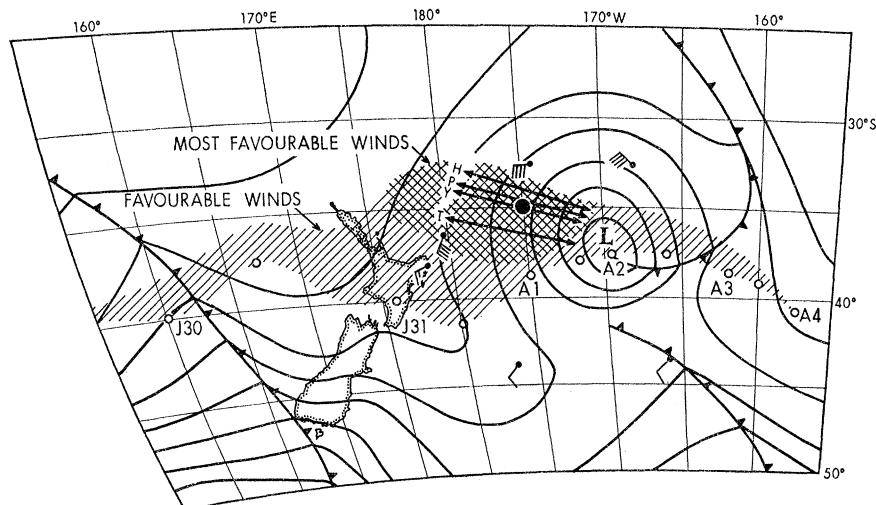 160° 170°E 180° 170°W 160°
30°S
MOST FAVOURABLE WINDS
H
P
V
FAVOURABLE WINDS
T
L
A2
A1
A3
40°
A4
J30
J31
B
50°